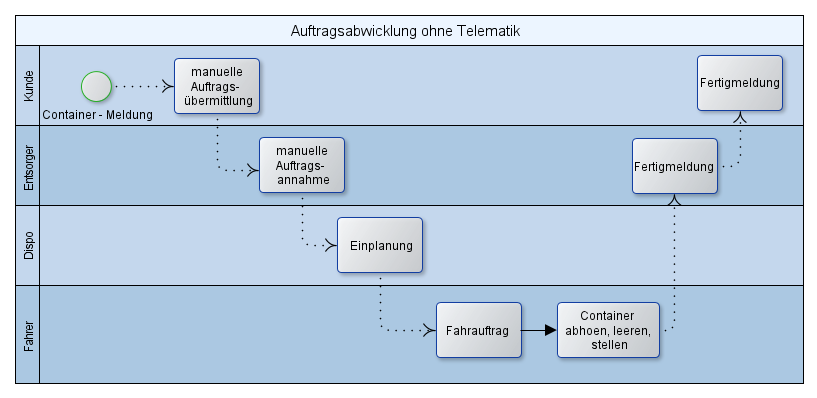 Auftragsabwicklung ohne Telematik
Kunde
Container - Meldung
manuelle
Auftrags-
übermittlung
Fertigmeldung
Entsorger
manuelle
Auftrags-
annahme
Fertigmeldung
Dispo
Einplanung
Fahrer
Fahrauftrag
Container
abhoen, leeren,
stellen